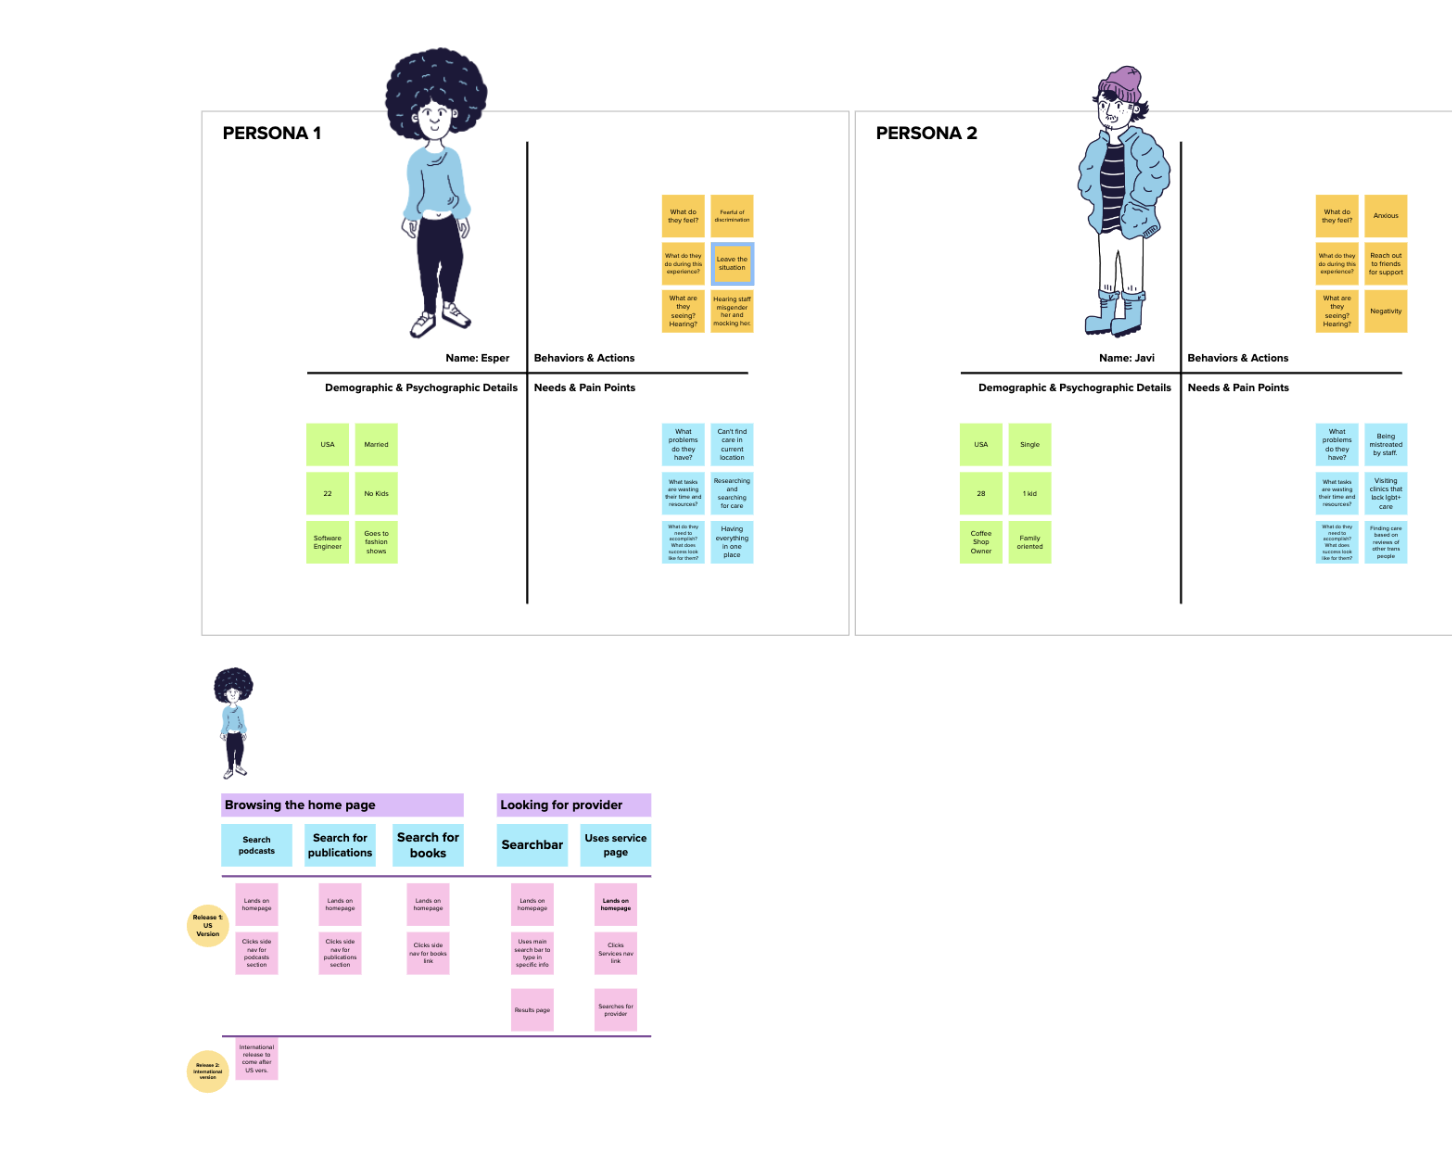 PERSONA 1
What do
they feel?
Fearful of
discrimination
What do they
do during this
experience?
Leave the
situation
What are
they
seeing?
Hearing?
Hearing staff
misgender
her and
mocking her.
Name: Esper
Behaviors & Actions
Demographic & Psychographic Details
Needs & Pain Points
USA
Married
22
No Kids
Software
Engineer
Goes to
fashion
shows
What
problems
do they
have?
Can't find
care in
current
location
What tasks
are wasting
their time and
resources?
Researching
and
searching
for care
What do they
need to
accomplish?
What does
success look
like for them?
Having
everything
in one
place
PERSONA 2
What do
they feel?
Anxious
What do they
do during this
experience?
Reach out
to friends
for support
What are
they
seeing?
Hearing?
Negativity
Name: Javi
Behaviors & Actions
Demographic & Psychographic Details
Needs & Pain Points
USA
Single
28
1 kid
Coffee
Shop
Owner
Family
oriented
What
problems
do they
have?
Being
mistreated
by staff.
What tasks
are wasting
their time and
resources?
Visiting
clinics that
lack lgbt+
care
What do they
need to
accomplish?
What does
success look
like for them?
Finding care
based on
reviews of
other trans
people
Browsing the home page
Looking for provider
Search
podcasts
Search for
publications
Search for
books
Searchbar
Uses service
page
Release 1:
US
Version
Lands on
homepage
Lands on
homepage
Lands on
homepage
Lands on
homepage
Lands on
homepage
Clicks side
nav for
podcasts
section
Clicks side
nav for
publications
section
Clicks side
nav for books
link
Uses main
search bar to
type in
specific info
Clicks
Services nav
link
Results page
Searches for
provider
Release 2:
International
version
International
release to
come after
US vers.